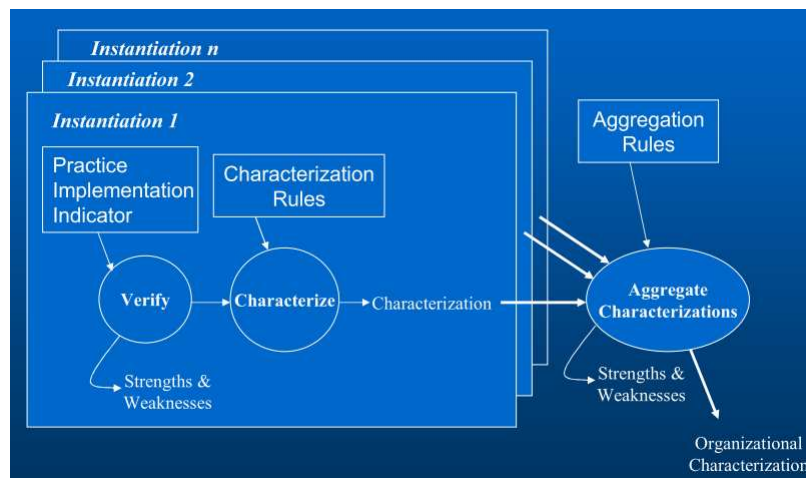 Instantiation n
Instantiation 2
Instantiation 1
Practice
Implementation
Indicator
Characterization
Rules
Aggregation
Rules
Verify
Characterize
Characterization
Aggregate
Characterizations
Strengths &
Weaknesses
Strengths &
Weaknesses
Organizational
Characterization